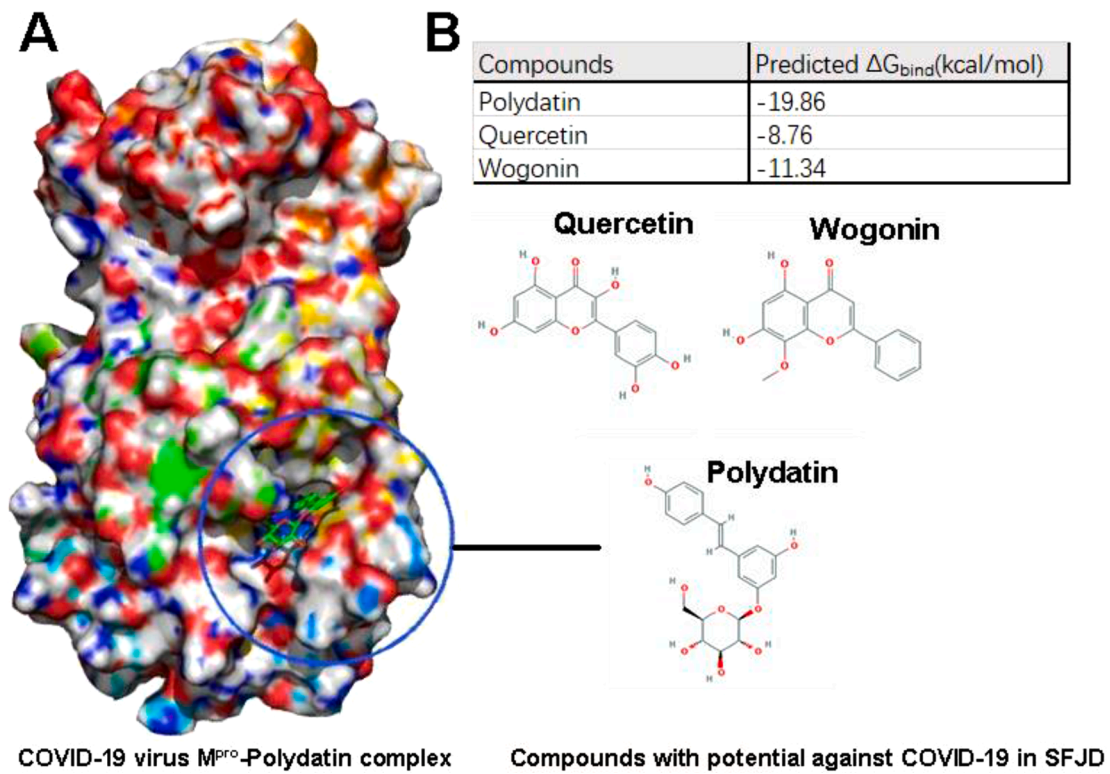 A
B
Compounds Predicted ΔGbind(kcal/mol)
Polydatin -19.86
Quercetin -8.76
Wogonin -11.34
Quercetin
Wogonin
H O O H O
H O O
H O
O H
H
H O O
H O O
O
Polydatin
H
O
H
H
H
O
H
O
H O O
H O O H
O
H
COVID-19 virus Mpro-Polydatin complex
Compounds with potential against COVID-19 in SFJD